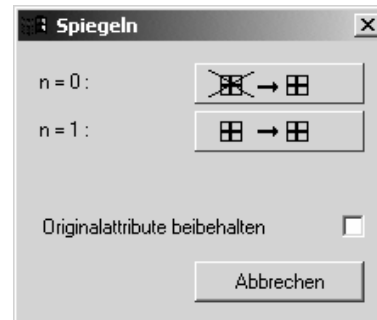 Spiegeln
n = 0 :
n = 1 :
Originalattribute beibehalten
Abbrechen